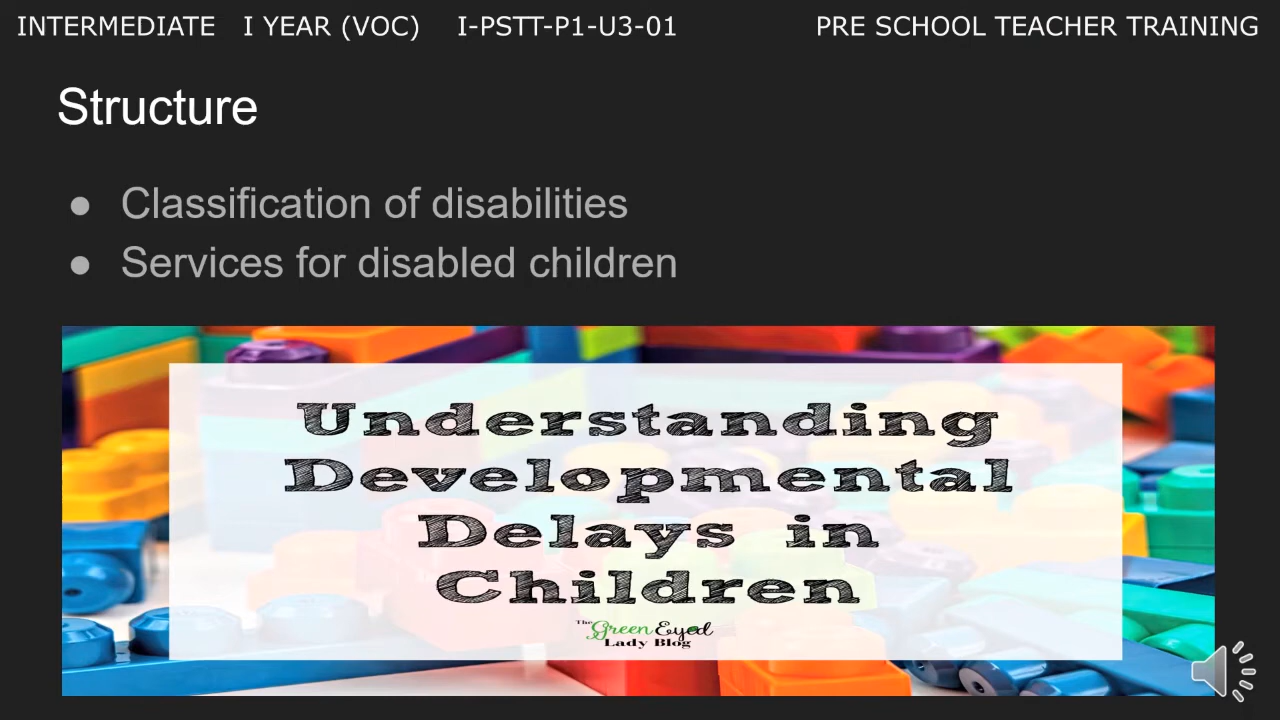 INTERMEDIATE I YEAR (VOC) I-PSTT-P1-U3-01 PRE SCHOOL TEACHER TRAINING
Structure
● Classification of disabilities
● Services for disabled children
Understanding
Developmental
Delays in
Children
The Green Eyed
Lady Blog